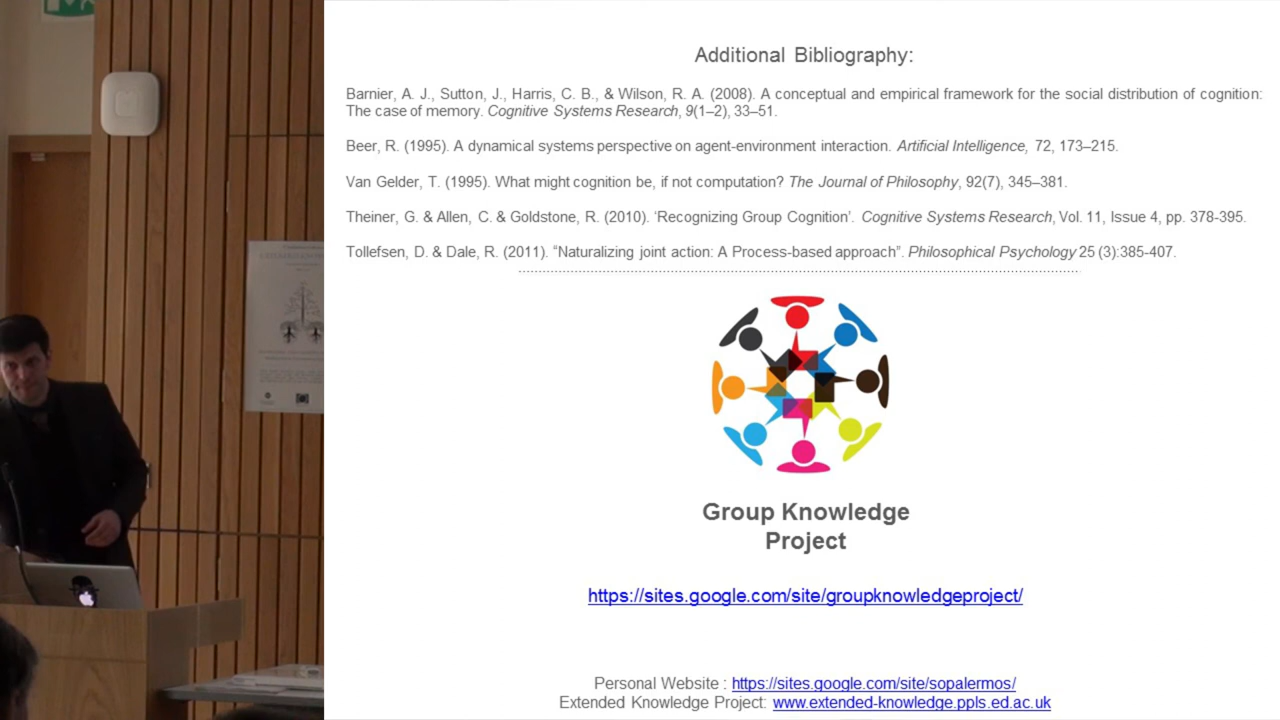 Additional Bibliography:
Barnier, A. J., Sutton, J., Harris, C. B., & Wilson, R. A. (2008). A conceptual and empirical framework for the social distribution of cognition:
The case of memory. Cognitive Systems Research, 9(1–2), 33–51.
Beer, R. (1995). A dynamical systems perspective on agent-environment interaction. Artificial Intelligence, 72, 173–215.
Van Gelder, T. (1995). What might cognition be, if not computation? The Journal of Philosophy, 92(7), 345–381.
Theiner, G. & Allen, C. & Goldstone, R. (2010). ‘Recognizing Group Cognition’. Cognitive Systems Research, Vol. 11, Issue 4, pp. 378-395.
Tollefsen, D. & Dale, R. (2011). “Naturalizing joint action: A Process-based approach”. Philosophical Psychology 25 (3):385-407.
Group Knowledge
Project
https://sites.google.com/site/groupknowledgeproject/
Personal Website : https://sites.google.com/site/sopalermos/
Extended Knowledge Project: www.extended-knowledge.ppls.ed.ac.uk